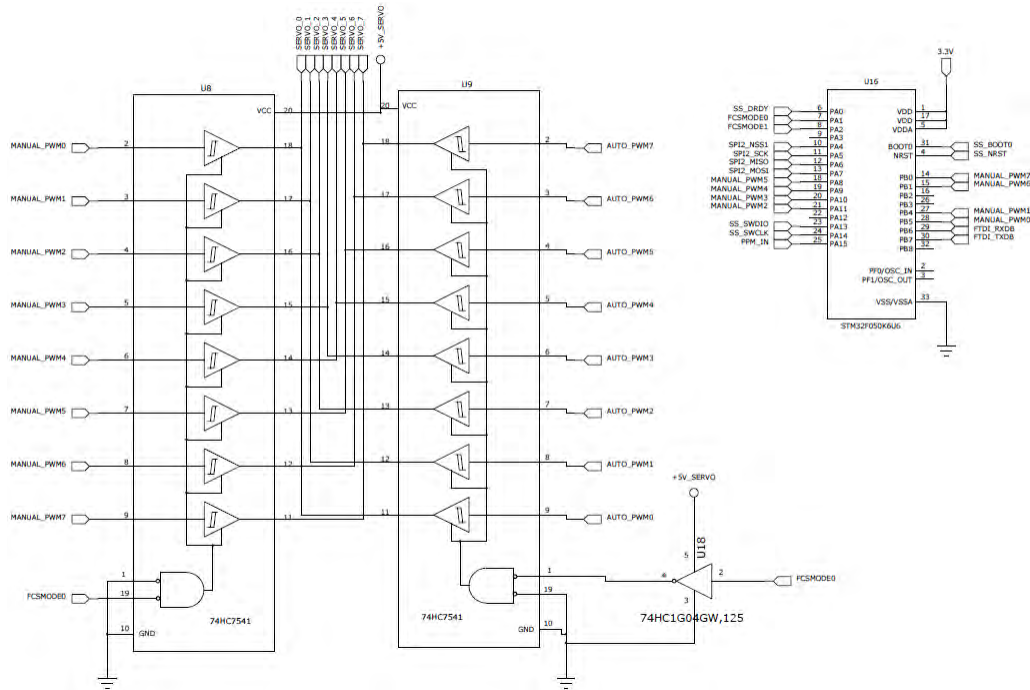 SERVO_0
SERVO_1
SERVO_2
SERVO_3
SERVO_4
SERVO_5
SERVO_6
SERVO_7
+5V_SERVO
U8
VCC
20
MANUAL_PWM0
2
18
MANUAL_PWM1
3
17
MANUAL_PWM2
4
16
MANUAL_PWM3
5
15
MANUAL_PWM4
6
14
MANUAL_PWM5
7
13
MANUAL_PWM6
8
12
MANUAL_PWM7
9
11
1
FCSMODE0
19
10
GND
74HC7541
U9
20
VCC
18
2
AUTO_PWM7
17
3
AUTO_PWM6
16
4
AUTO_PWM5
15
5
AUTO_PWM4
14
6
AUTO_PWM3
13
7
AUTO_PWM2
12
8
AUTO_PWM1
11
9
AUTO_PWM0
1
19
10
GND
74HC7541
+5V_SERVO
U18
5
4
2
3
FCSMODE0
74HC1G04GW,125
3.3V
U16
SS_DRDY 6 PA0
FCSMODE0 7 PA1
FCSMODE1 8 PA2
9 PA3
SPI2_NSS1 10 PA4
SPI2_SCK 11 PA5
SPI2_MISO 12 PA6
SPI2_MOSI 13 PA7
MANUAL_PWM5 18 PA8
MANUAL_PWM4 19 PA9
MANUAL_PWM3 20 PA10
MANUAL_PWM2 21 PA11
22 PA12
SS_SWDIO 23 PA13
SS_SWCLK 24 PA14
PPM_IN 25 PA15
VDD 1
VDD 17
VDDA 5
BOOT0 31 SS_BOOT0
NRST 4 SS_NRST
PB0 14 MANUAL_PWM7
PB1 15 MANUAL_PWM6
PB2 16
PB3 26
PB4 27 MANUAL_PWM1
PB5 28 MANUAL_PWM0
PB6 29 FTDI_RXDB
PB7 30 FTDI_TXDB
PB8 32
PF0/OSC_IN 2
PF1/OSC_OUT 3
VSS/VSSA 33
STM32F050K6U6